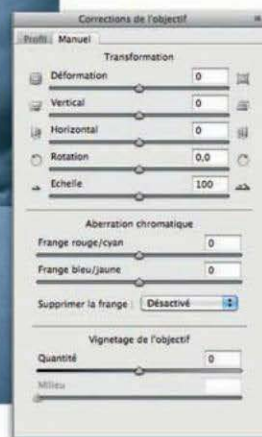 Corrections de l'objectif
Profil Manuel
Transformation
Déformation 0
Vertical 0
Horizontal 0
Rotation 0,0
Echelle 100
Aberration chromatique
Frange rouge/cyan 0
Frange bleu/jaune 0
Supprimer la frange : Désactivé
Vignetage de l'objectif
Quantité 0
Milieu